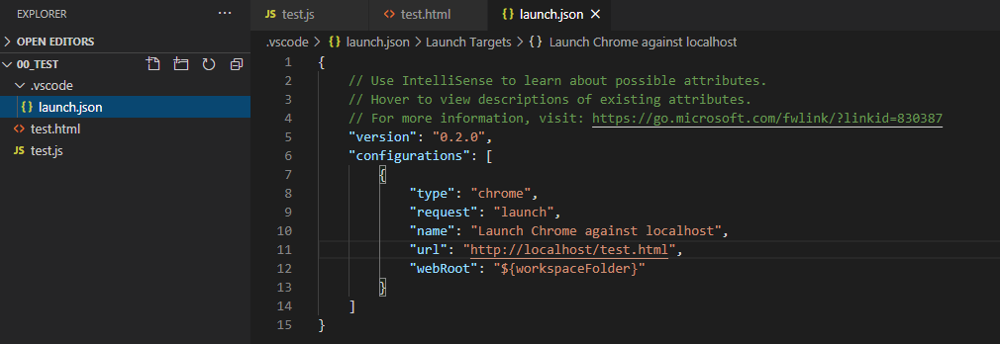 EXPLORER
...
OPEN EDITORS
00_TEST
.vscode
{} launch.json
<> test.html
JS test.js
JS test.js
<> test.html
{} launch.json ×
.vscode > {} launch.json > Launch Targets > {} Launch Chrome against localhost
1 {
2 // Use IntelliSense to learn about possible attributes.
3 // Hover to view descriptions of existing attributes.
4 // For more information, visit: https://go.microsoft.com/fwlink/?linkid=830387
5 "version": "0.2.0",
6 "configurations": [
7 {
8 "type": "chrome",
9 "request": "launch",
10 "name": "Launch Chrome against localhost",
11 "url": "http://localhost/test.html",
12 "webRoot": "${workspaceFolder}"
13 }
14 ]
15 }